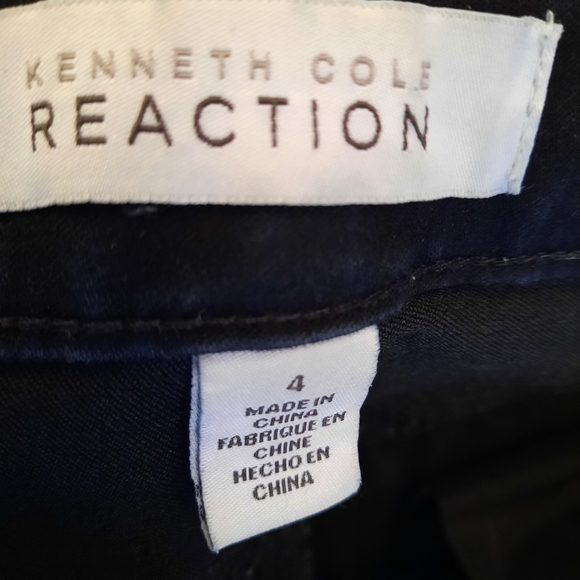 KENNETH COLE
REACTION
4
MADE IN
CHINA
FABRIQUE EN
CHINE
HECHO EN
CHINA